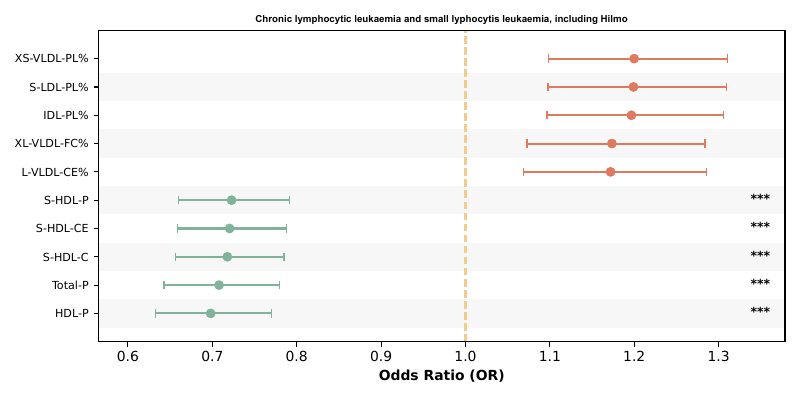 Chronic lymphocytic leukaemia and small lyphocytis leukaemia, including Hilmo
XS-VLDL-PL%
S-LDL-PL%
IDL-PL%
XL-VLDL-FC%
L-VLDL-CE%
S-HDL-P ***
S-HDL-CE ***
S-HDL-C ***
Total-P ***
HDL-P ***
0.6 0.7 0.8 0.9 1.0 1.1 1.2 1.3
Odds Ratio (OR)